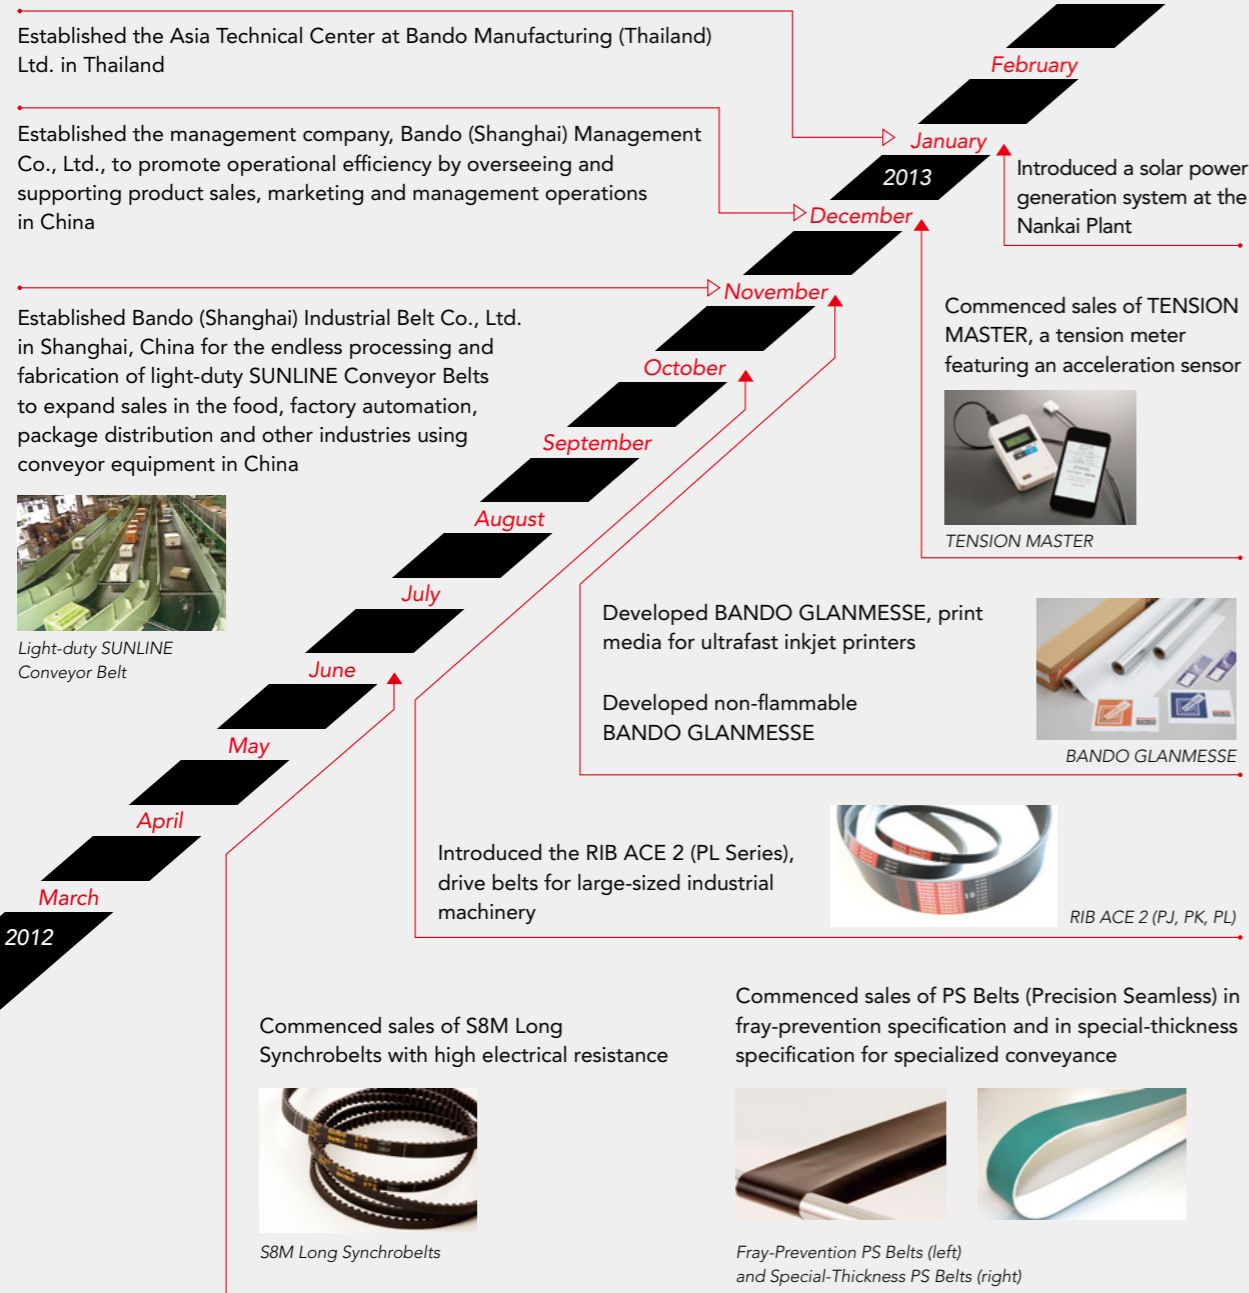 Established the Asia Technical Center at Bando Manufacturing (Thailand)
Ltd. in Thailand
Established the management company, Bando (Shanghai) Management
Co., Ltd., to promote operational efficiency by overseeing and
supporting product sales, marketing and management operations
in China
Established Bando (Shanghai) Industrial Belt Co., Ltd.
in Shanghai, China for the endless processing and
fabrication of light-duty SUNLINE Conveyor Belts
to expand sales in the food, factory automation,
package distribution and other industries using
conveyor equipment in China
Light-duty SUNLINE
Conveyor Belt
February
January
2013
December
November
October
September
August
July
June
May
April
March
2012
Introduced a solar power
generation system at the
Nankai Plant
Commenced sales of TENSION
MASTER, a tension meter
featuring an acceleration sensor
TENSION MASTER
Developed BANDO GLANMESSE, print
media for ultrafast inkjet printers
Developed non-flammable
BANDO GLANMESSE
BANDO GLANMESSE
Introduced the RIB ACE 2 (PL Series),
drive belts for large-sized industrial
machinery
RIB ACE 2 (PJ, PK, PL)
Commenced sales of S8M Long
Synchrobelts with high electrical resistance
S8M Long Synchrobelts
Commenced sales of PS Belts (Precision Seamless) in
fray-prevention specification and in special-thickness
specification for specialized conveyance
Fray-Prevention PS Belts (left)
and Special-Thickness PS Belts (right)